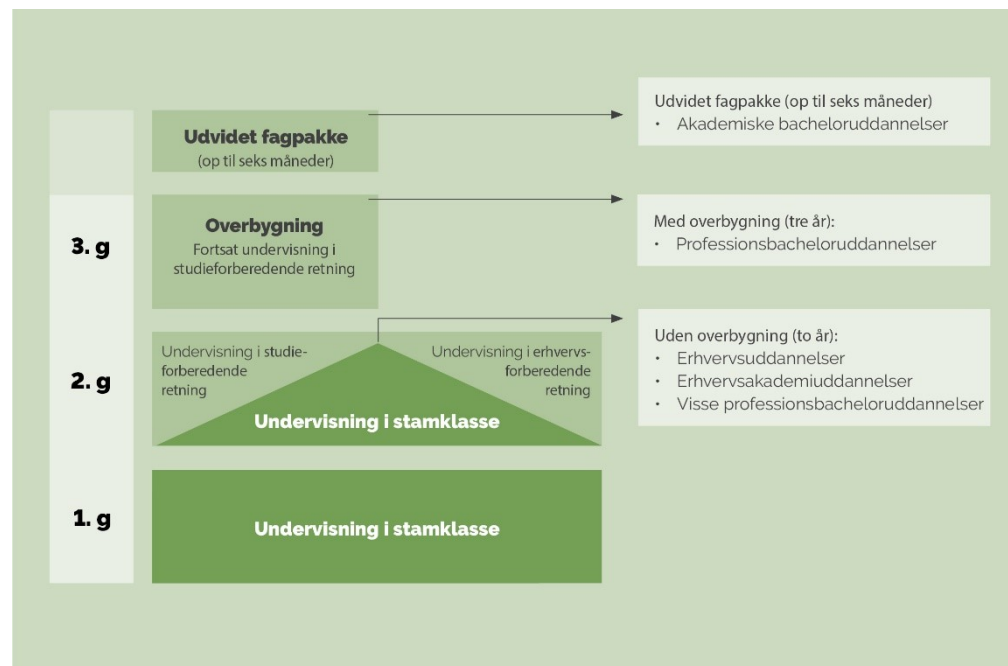 Udvidet fagpakke
(op til seks måneder)
Udvidet fagpakke (op til seks måneder)
• Akademiske bacheloruddannelser
3. g
Overbygning
Fortsat undervisning i
studieforberedende retning
Med overbygning (tre år):
• Professionsbacheloruddannelser
2. g
Undervisning i studie-
forberedende
retning
Undervisning i erhvervs-
forberedende
retning
Undervisning i stamklasse
Uden overbygning (to år):
• Erhvervsuddannelser
• Erhvervsakademiuddannelser
• Visse professionsbacheloruddannelser
1. g
Undervisning i stamklasse